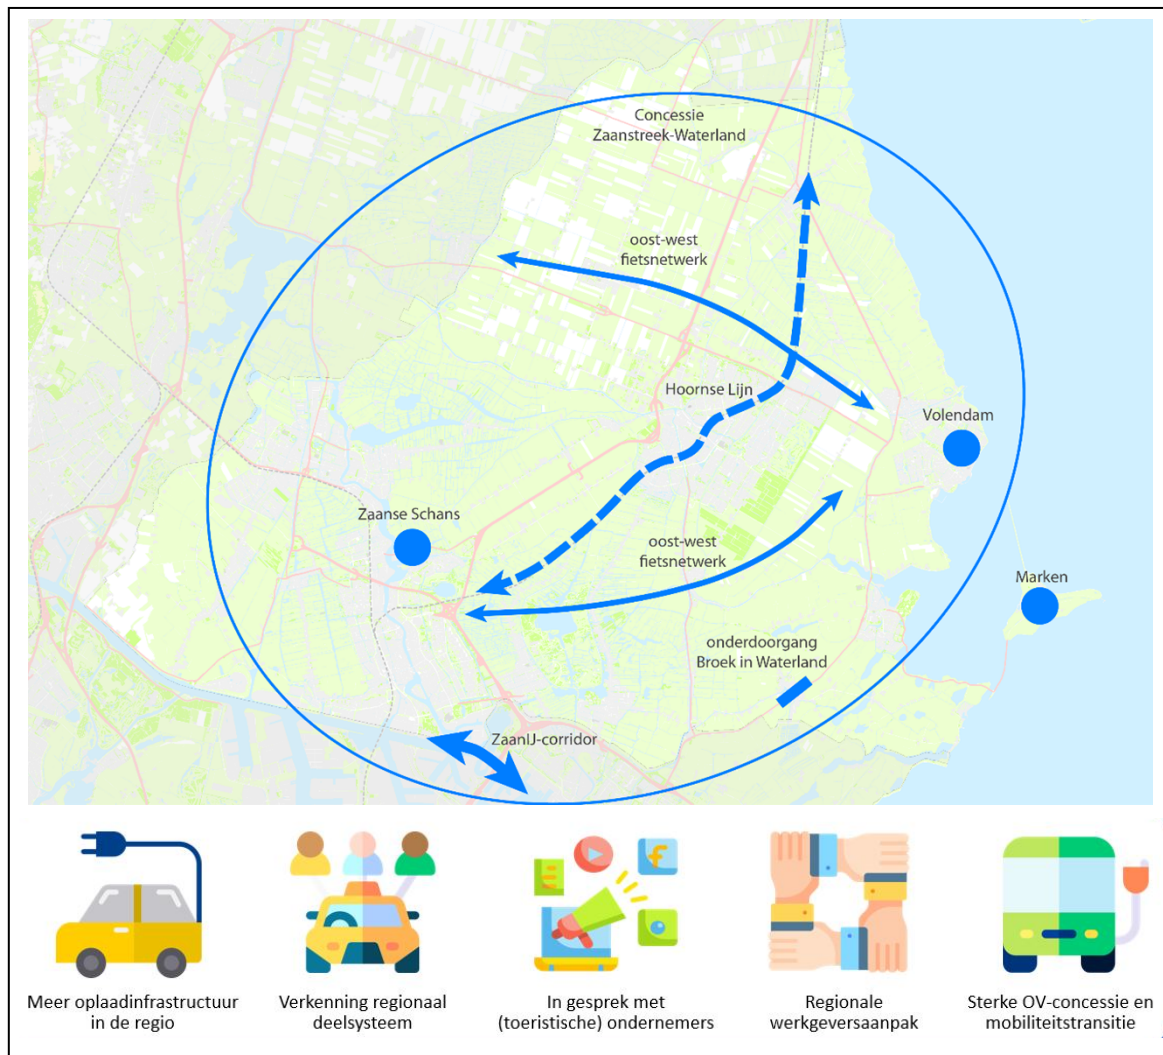 Concessie
Zaanstreek-Waterland
oost-west
fietsnetwerk
Hoornse Lijn
Volendam
Zaanse Schans
oost-west
fietsnetwerk
Marken
onderdoorgang
Broek in Waterland
ZaanIJ-corridor
Meer oplaadinfrastructuur
in de regio
Verkenning regionaal
deelsysteem
In gesprek met
(toeristische) ondernemers
Regionale
werkgeversaanpak
Sterke OV-concessie en
mobiliteitstransitie